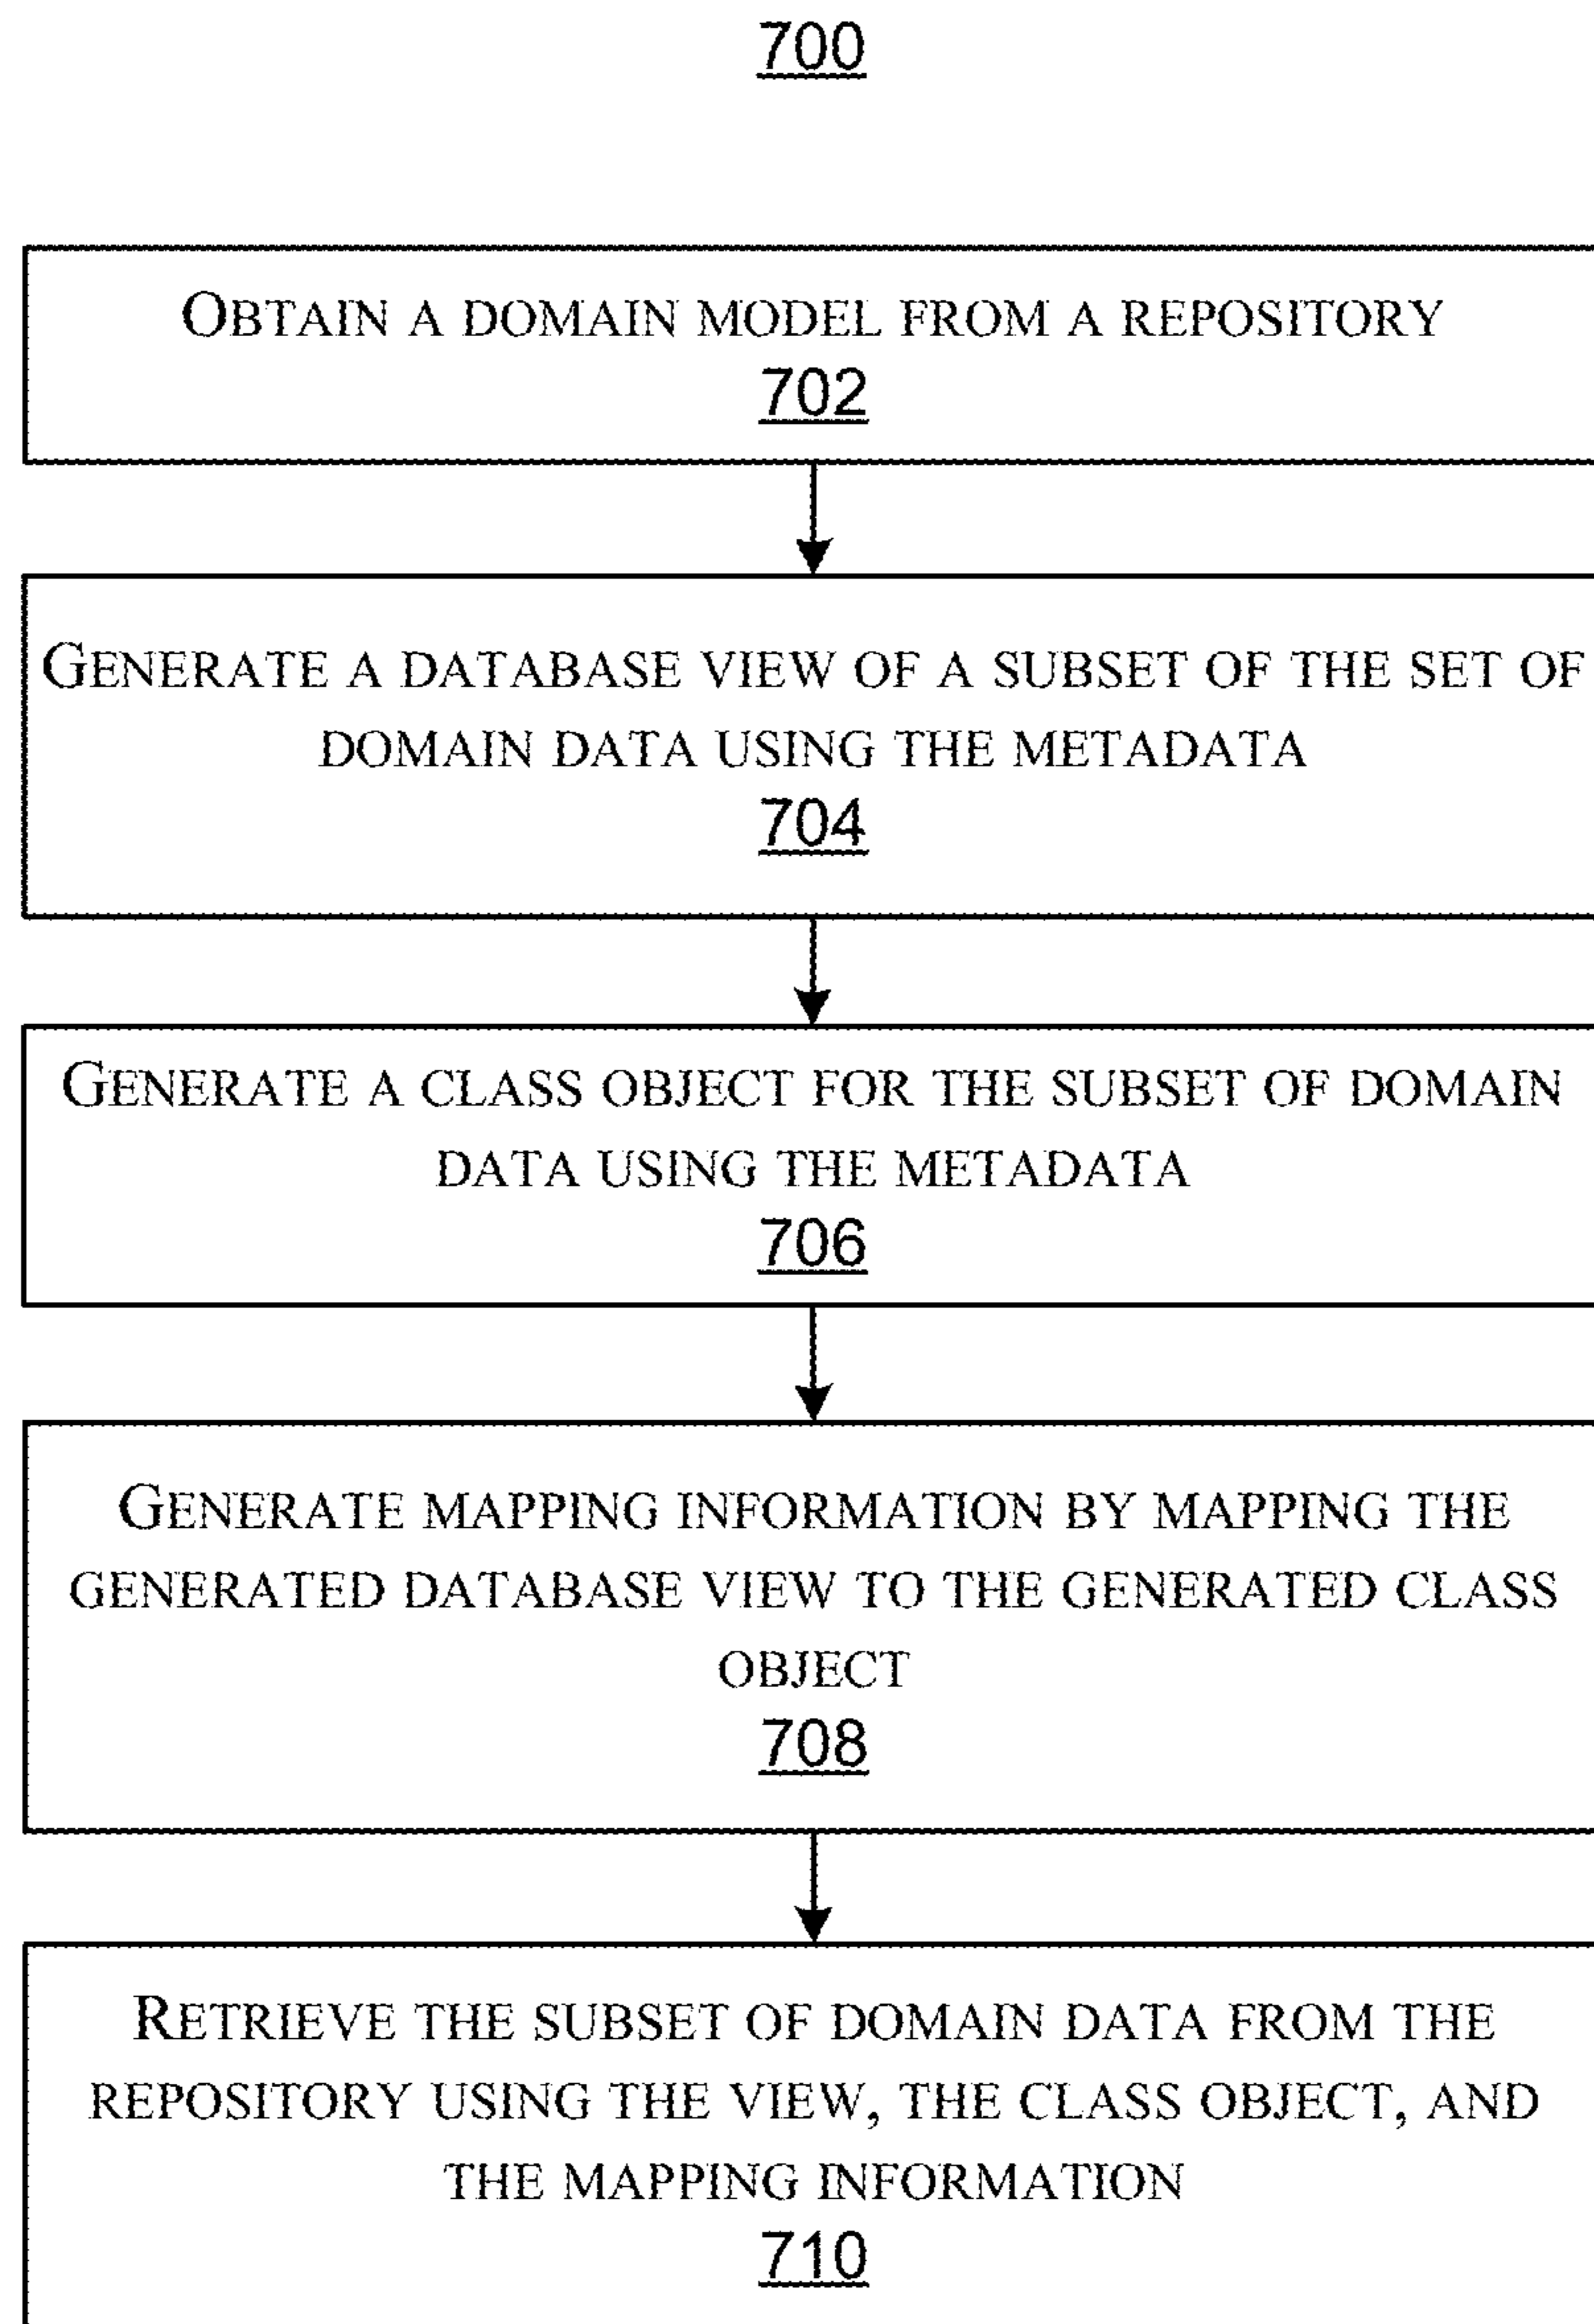 700
OBTAIN A DOMAIN MODEL FROM A REPOSITORY
702
GENERATE A DATABASE VIEW OF A SUBSET OF THE SET OF
DOMAIN DATA USING THE METADATA
704
GENERATE A CLASS OBJECT FOR THE SUBSET OF DOMAIN
DATA USING THE METADATA
706
GENERATE MAPPING INFORMATION BY MAPPING THE
GENERATED DATABASE VIEW TO THE GENERATED CLASS
OBJECT
708
RETRIEVE THE SUBSET OF DOMAIN DATA FROM THE
REPOSITORY USING THE VIEW, THE CLASS OBJECT, AND
THE MAPPING INFORMATION
710